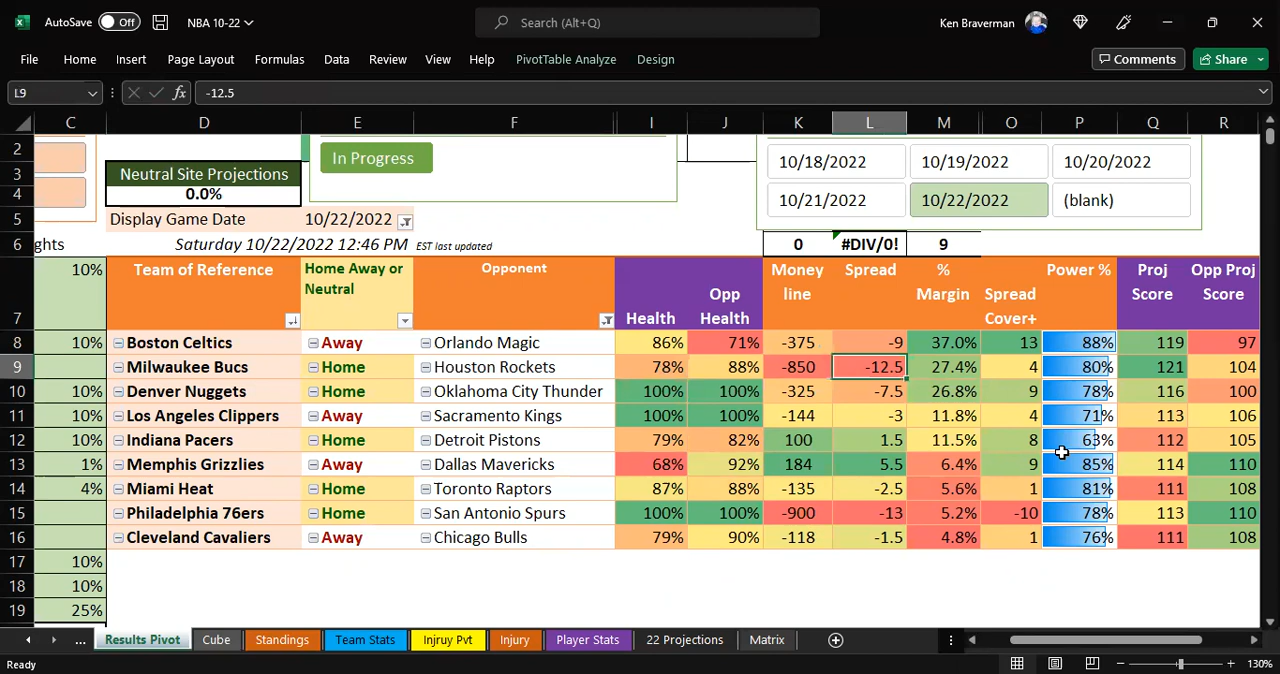 AutoSave Off NBA 10-22 Search (Alt+Q) Ken Braverman
File Home Insert Page Layout Formulas Data Review View Help PivotTable Analyze Design Comments Share
L9 fx -12.5
C D E F I J K L M O P Q R
2 In Progress 10/18/2022 10/19/2022 10/20/2022
3 Neutral Site Projections
4 0.0% 10/21/2022 10/22/2022 (blank)
5 Display Game Date 10/22/2022
6 ghts Saturday 10/22/2022 12:46 PM EST last updated 0 #DIV/0! 9
7 10% Team of Reference Home Away or Neutral Opponent Health Opp Health Money line Spread % Margin Spread Cover+ Power % Proj Score Opp Proj Score
8 10% Boston Celtics Away Orlando Magic 86% 71% -375 -9 37.0% 13 88% 119 97
9 Milwaukee Bucs Home Houston Rockets 78% 88% -850 -12.5 27.4% 4 80% 121 104
10 10% Denver Nuggets Home Oklahoma City Thunder 100% 100% -325 -7.5 26.8% 9 78% 116 100
11 10% Los Angeles Clippers Away Sacramento Kings 100% 100% -144 -3 11.8% 4 71% 113 106
12 10% Indiana Pacers Home Detroit Pistons 79% 82% 100 1.5 11.5% 8 63% 112 105
13 1% Memphis Grizzlies Away Dallas Mavericks 68% 92% 184 5.5 6.4% 9 85% 114 110
14 4% Miami Heat Home Toronto Raptors 87% 88% -135 -2.5 5.6% 1 81% 111 108
15 Philadelphia 76ers Home San Antonio Spurs 100% 100% -900 -13 5.2% -10 78% 113 110
16 Cleveland Cavaliers Away Chicago Bulls 79% 90% -118 -1.5 4.8% 1 76% 111 108
17 10%
18 10%
19 25%
... Results Pivot Cube Standings Team Stats Injruy Pvt Injury Player Stats 22 Projections Matrix
Ready 130%